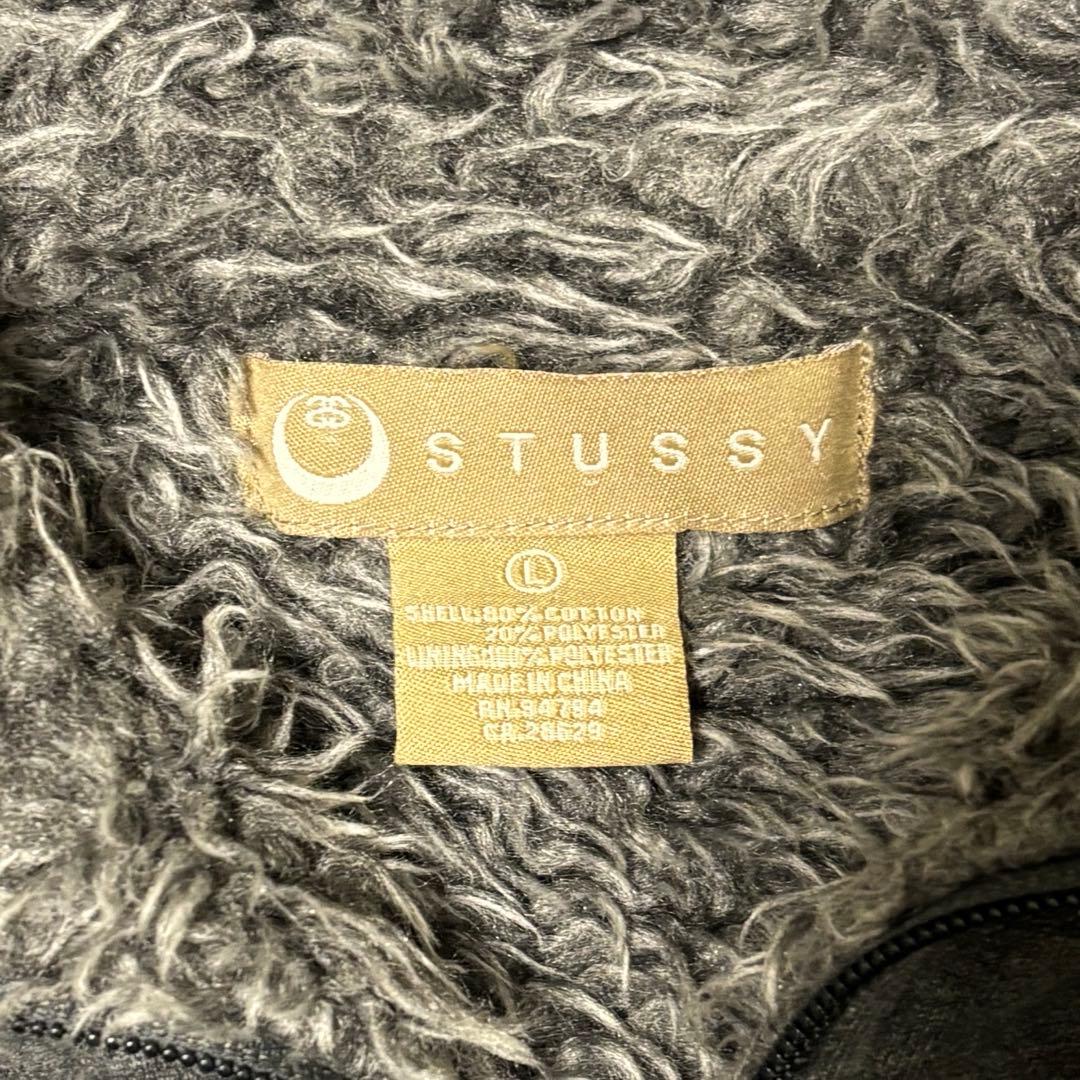 STUSSY
L
SHELL:80% COTTON
20% POLYESTER
LINING:100% POLYESTER
MADE IN CHINA
RN.94784
CA.28629